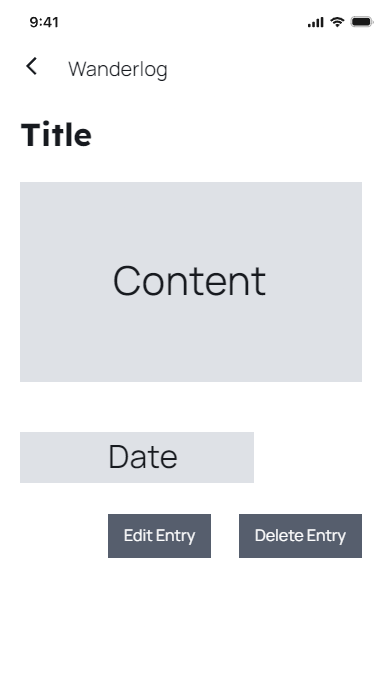 9:41
Wanderlog
Title
Content
Date
Edit Entry
Delete Entry